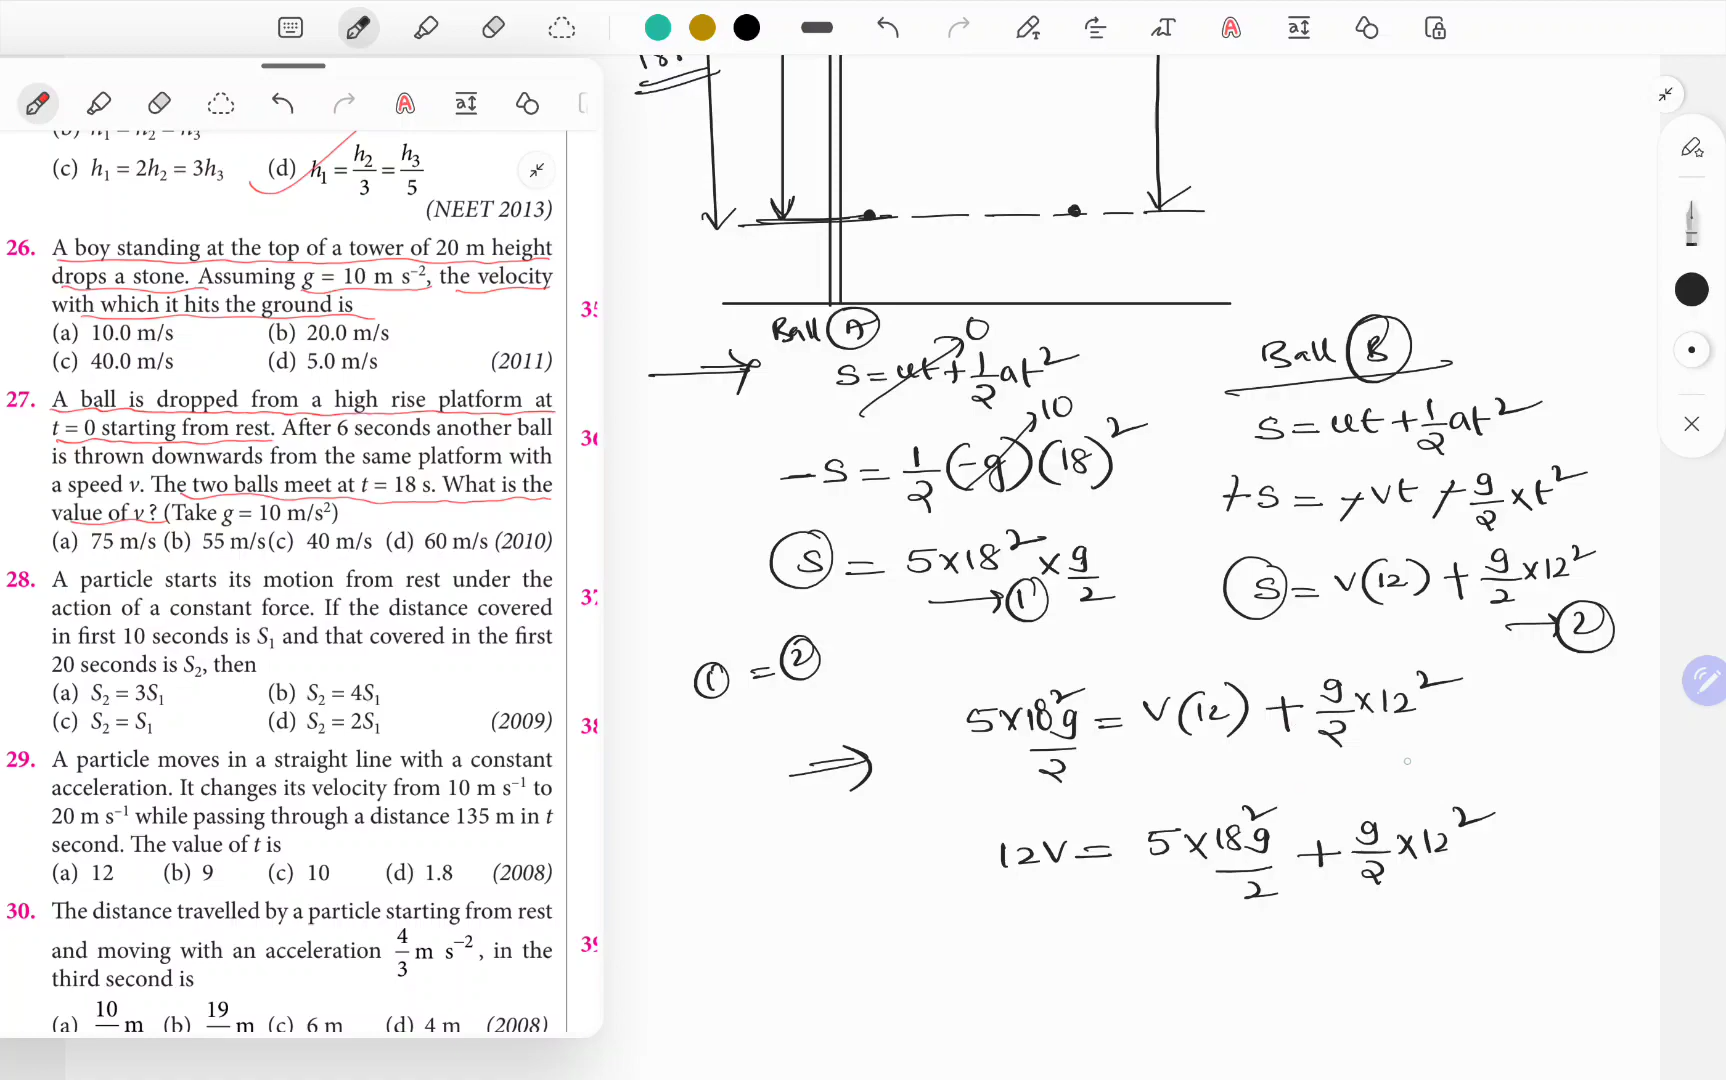 (c) h₁ = 2h₂ = 3h₃ (d) h₁ = h₂/3 = h₃/5
(NEET 2013)
26. A boy standing at the top of a tower of 20 m height
drops a stone. Assuming g = 10 m s⁻², the velocity
with which it hits the ground is
(a) 10.0 m/s (b) 20.0 m/s
(c) 40.0 m/s (d) 5.0 m/s (2011)
27. A ball is dropped from a high rise platform at
t = 0 starting from rest. After 6 seconds another ball
is thrown downwards from the same platform with
a speed v. The two balls meet at t = 18 s. What is the
value of v? (Take g = 10 m/s²)
(a) 75 m/s (b) 55 m/s (c) 40 m/s (d) 60 m/s (2010)
28. A particle starts its motion from rest under the
action of a constant force. If the distance covered
in first 10 seconds is S₁ and that covered in the first
20 seconds is S₂, then
(a) S₂ = 3S₁ (b) S₂ = 4S₁
(c) S₂ = S₁ (d) S₂ = 2S₁ (2009)
29. A particle moves in a straight line with a constant
acceleration. It changes its velocity from 10 m s⁻¹ to
20 m s⁻¹ while passing through a distance 135 m in t
second. The value of t is
(a) 12 (b) 9 (c) 10 (d) 1.8 (2008)
30. The distance travelled by a particle starting from rest
and moving with an acceleration 4/3 m s⁻², in the
third second is
(a) 10/ m (b) 19/ m (c) 6 m (d) 4 m (2008)
18.
Ball A
0
S = ut + 1/2 at²
10
-S = 1/2 (-g)(18)²
S = 5×18² × g/2
→ 1
Ball B
S = ut + 1/2 at²
+S = -vt - g/2 × t²
S = v(12) + g/2 × 12²
→ 2
1 = 2
⇒ 5×18²g/2 = v(12) + g/2 × 12²
12v = 5×18²g/2 + g/2 × 12²